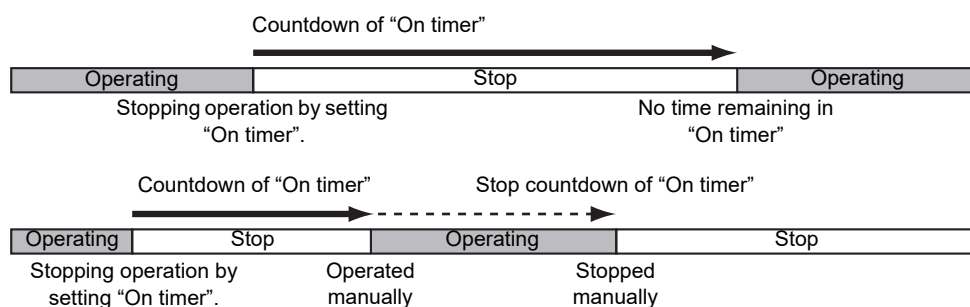 Countdown of “On timer”
Operating Stop Operating
Stopping operation by setting
“On timer”.
No time remaining in
“On timer”
Countdown of “On timer” Stop countdown of “On timer”
Operating Stop Operating Stop
Stopping operation by
setting “On timer”.
Operated
manually
Stopped
manually